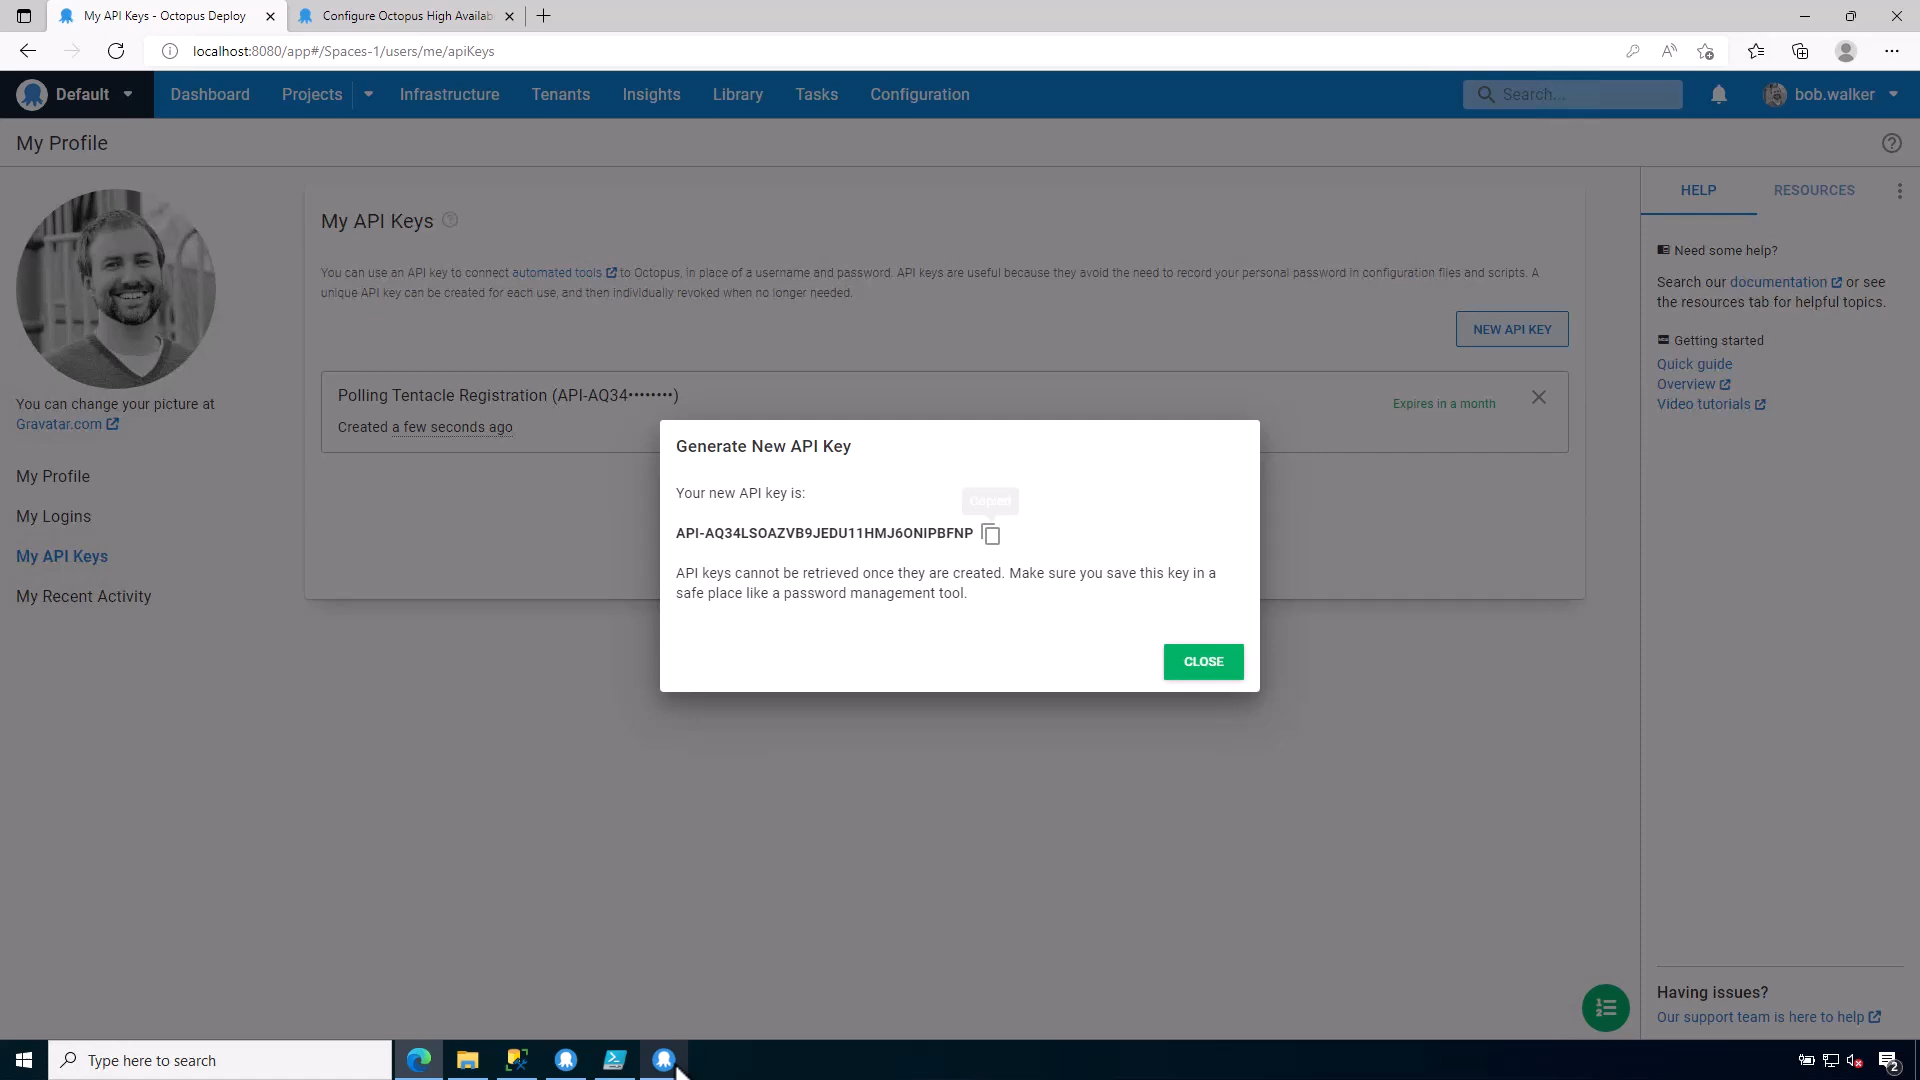 My API Keys - Octopus Deploy
Configure Octopus High Availab
localhost:8080/app#/Spaces-1/users/me/apiKeys
Default
Dashboard
Projects
Infrastructure
Tenants
Insights
Library
Tasks
Configuration
Search...
bob.walker
My Profile
You can change your picture at
Gravatar.com
My Profile
My Logins
My API Keys
My Recent Activity
My API Keys
You can use an API key to connect automated tools to Octopus, in place of a username and password. API keys are useful because they avoid the need to record your personal password in configuration files and scripts. A
unique API key can be created for each use, and then individually revoked when no longer needed.
NEW API KEY
Polling Tentacle Registration (API-AQ34••••••••)
Expires in a month
Created a few seconds ago
Generate New API Key
Your new API key is:
Copied
API-AQ34LSOAZVB9JEDU11HMJ6ONIPBFNP
API keys cannot be retrieved once they are created. Make sure you save this key in a
safe place like a password management tool.
CLOSE
HELP
RESOURCES
Need some help?
Search our documentation or see
the resources tab for helpful topics.
Getting started
Quick guide
Overview
Video tutorials
Having issues?
Our support team is here to help
Type here to search
2